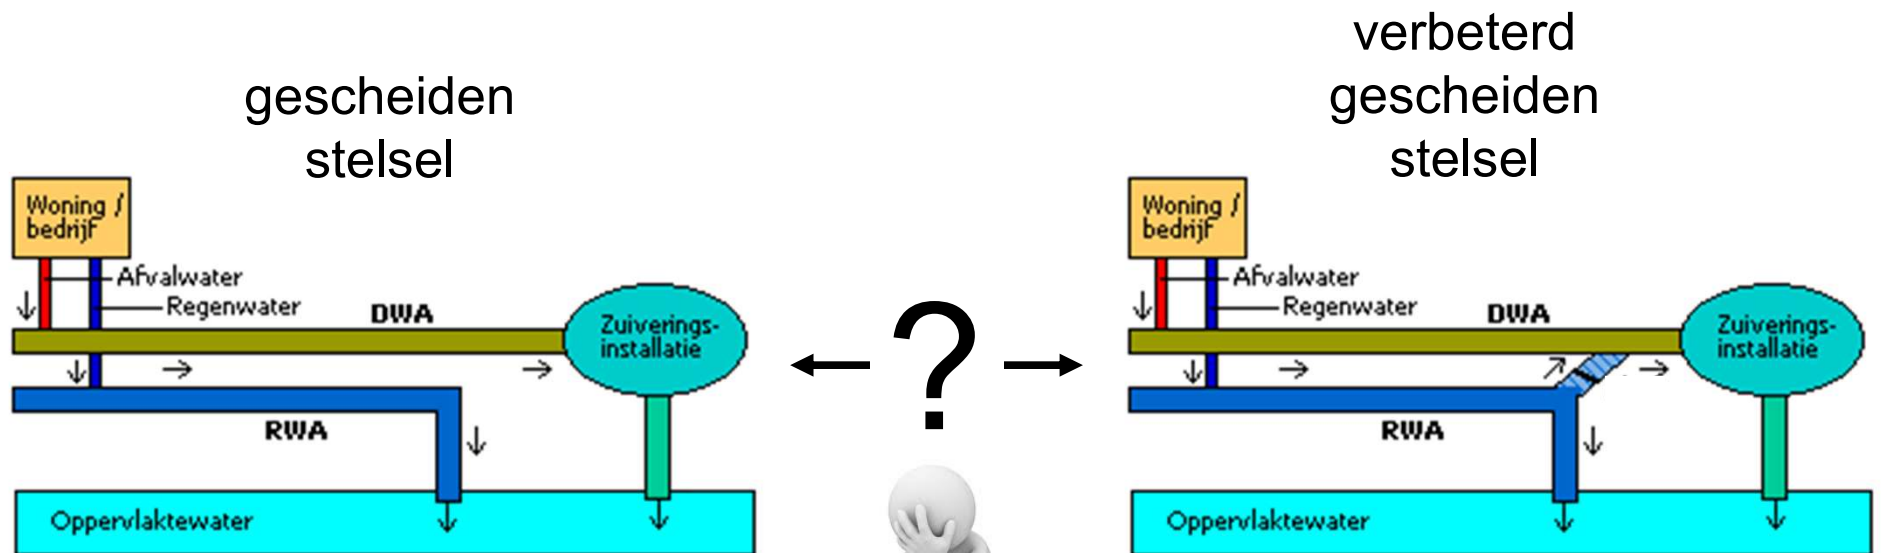 gescheiden
stelsel
Woning /
bedrijf
Afvalwater
Regenwater
DWA
Zuiverings-
installatie
RWA
Oppervlaktewater
?
verbeterd
gescheiden
stelsel
Woning /
bedrijf
Afvalwater
Regenwater
DWA
Zuiverings-
installatie
RWA
Oppervlaktewater